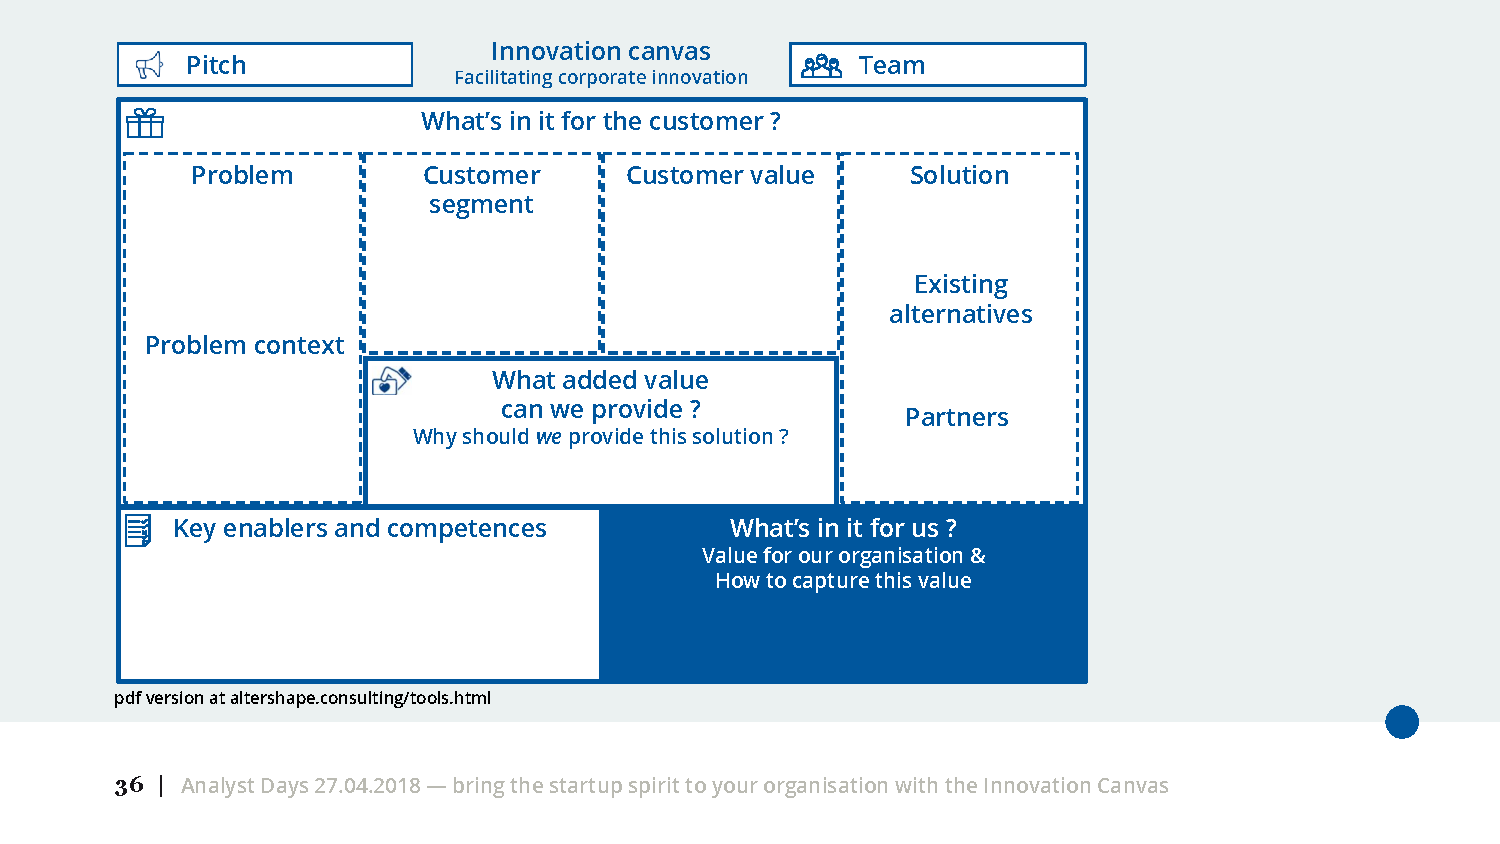 Pitch
Innovation canvas
Facilitating corporate innovation
Team
What's in it for the customer ?
Problem
Problem context
Customer
segment
Customer value
Solution
Existing
alternatives
Partners
What added value
can we provide ?
Why should we provide this solution ?
Key enablers and competences
What's in it for us ?
Value for our organisation &
How to capture this value
pdf version at altershape.consulting/tools.html
36 | Analyst Days 27.04.2018 — bring the startup spirit to your organisation with the Innovation Canvas